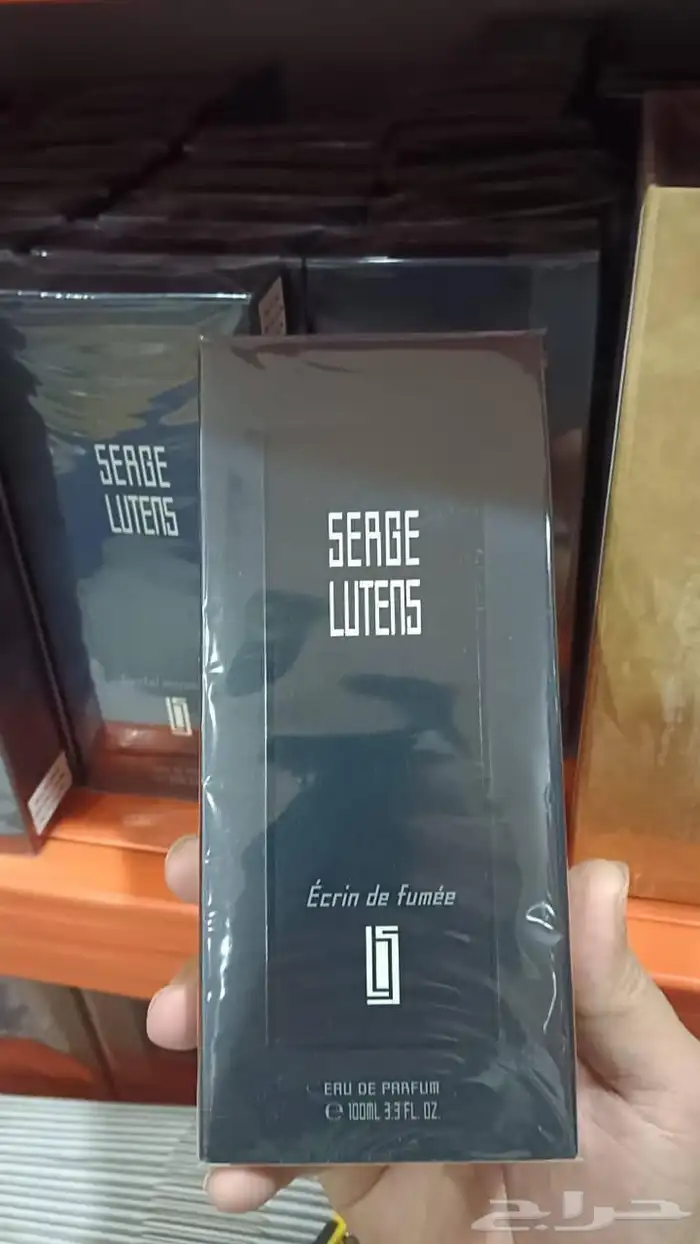 SERGE
LUTENS
SERGE
LUTENS
Écrin de fumée
EAU DE PARFUM
℮ 100ML 3.3 FL. OZ.
حراج